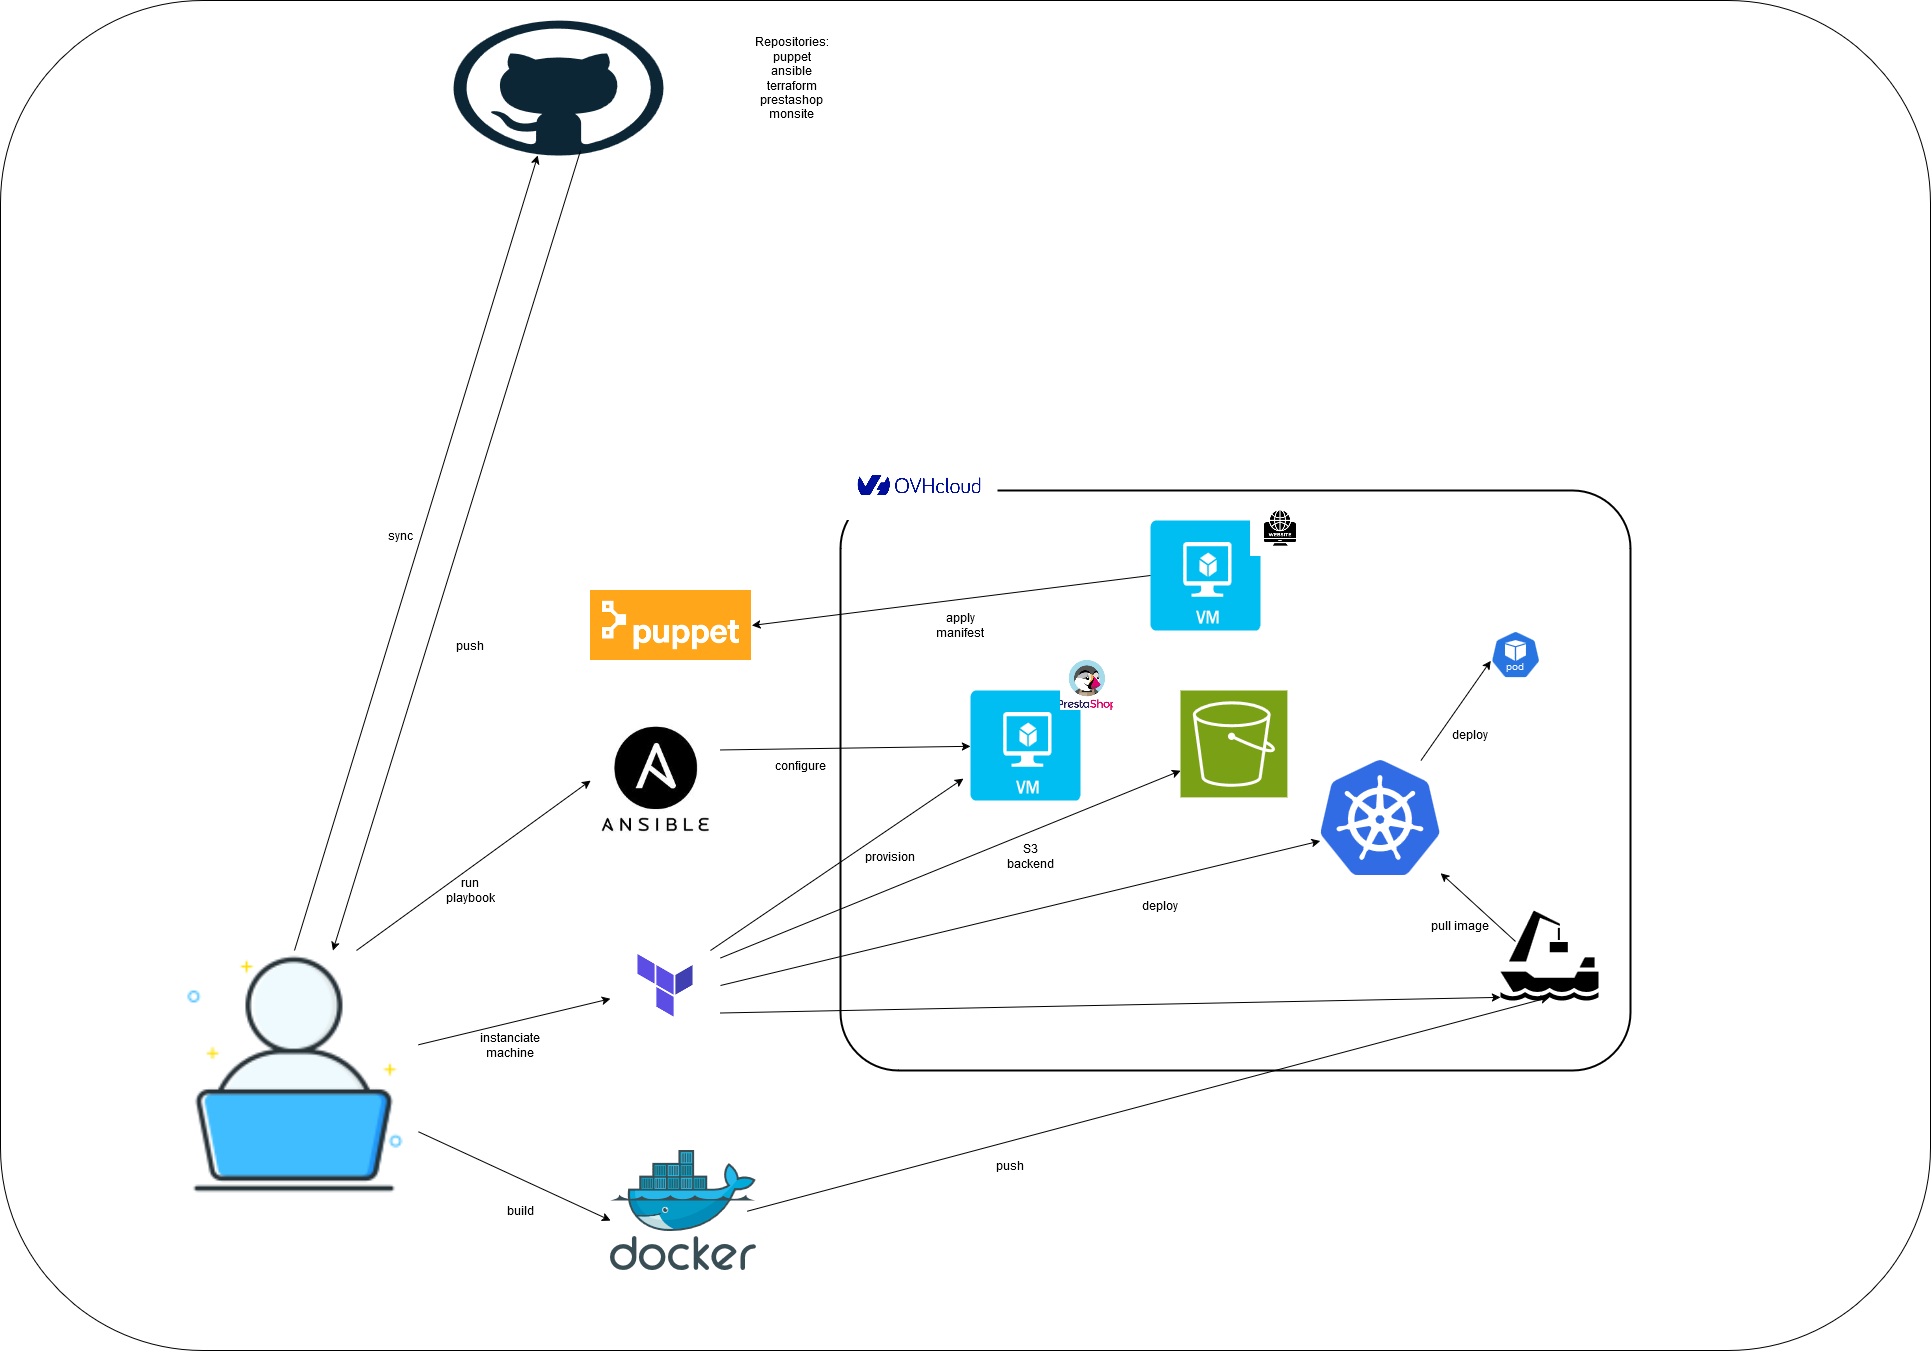 Repositories:
puppet
ansible
terraform
prestashop
monsite
OVHcloud
WEBSITE
sync
puppet
apply
manifest
VM
push
pod
PrestaShop
deploy
configure
VM
ANSIBLE
provision
S3
backend
run
playbook
deploy
pull image
instanciate
machine
push
build
docker